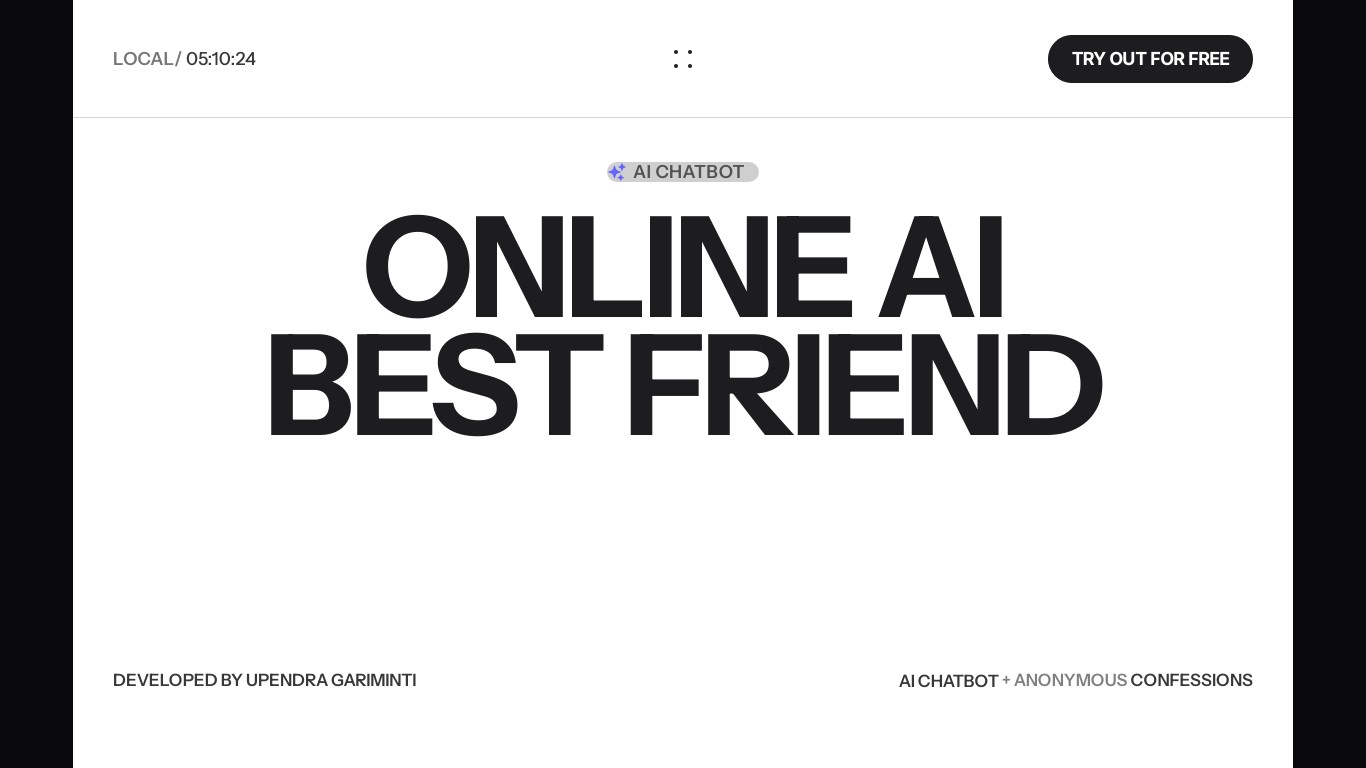 LOCAL/ 05:10:24
TRY OUT FOR FREE
AI CHATBOT
ONLINE AI
BEST FRIEND
DEVELOPED BY UPENDRA GARIMINTI
AI CHATBOT + ANONYMOUS CONFESSIONS